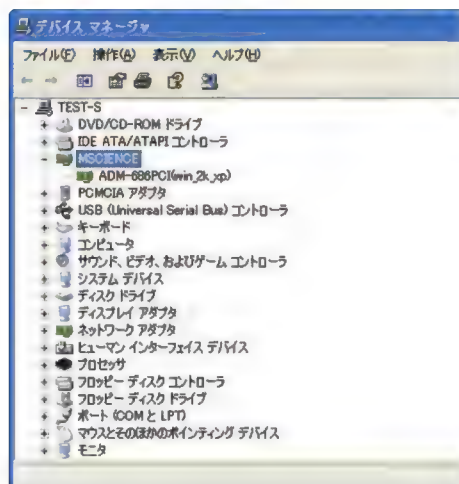 デバイス マネージャ
ファイル(F) 操作(A) 表示(V) ヘルプ(H)
TEST-S
DVD/CD-ROM ドライブ
IDE ATA/ATAPI コントローラ
MSCIENCE
ADM-686PCI(win_2k_xp)
PCMCIA アダプタ
USB (Universal Serial Bus) コントローラ
キーボード
コンピュータ
サウンド、ビデオ、およびゲーム コントローラ
システム デバイス
ディスク ドライブ
ディスプレイ アダプタ
ネットワーク アダプタ
ヒューマン インターフェイス デバイス
プロセッサ
フロッピー ディスク コントローラ
フロッピー ディスク ドライブ
ポート (COM と LPT)
マウスとそのほかのポインティング デバイス
モニタ